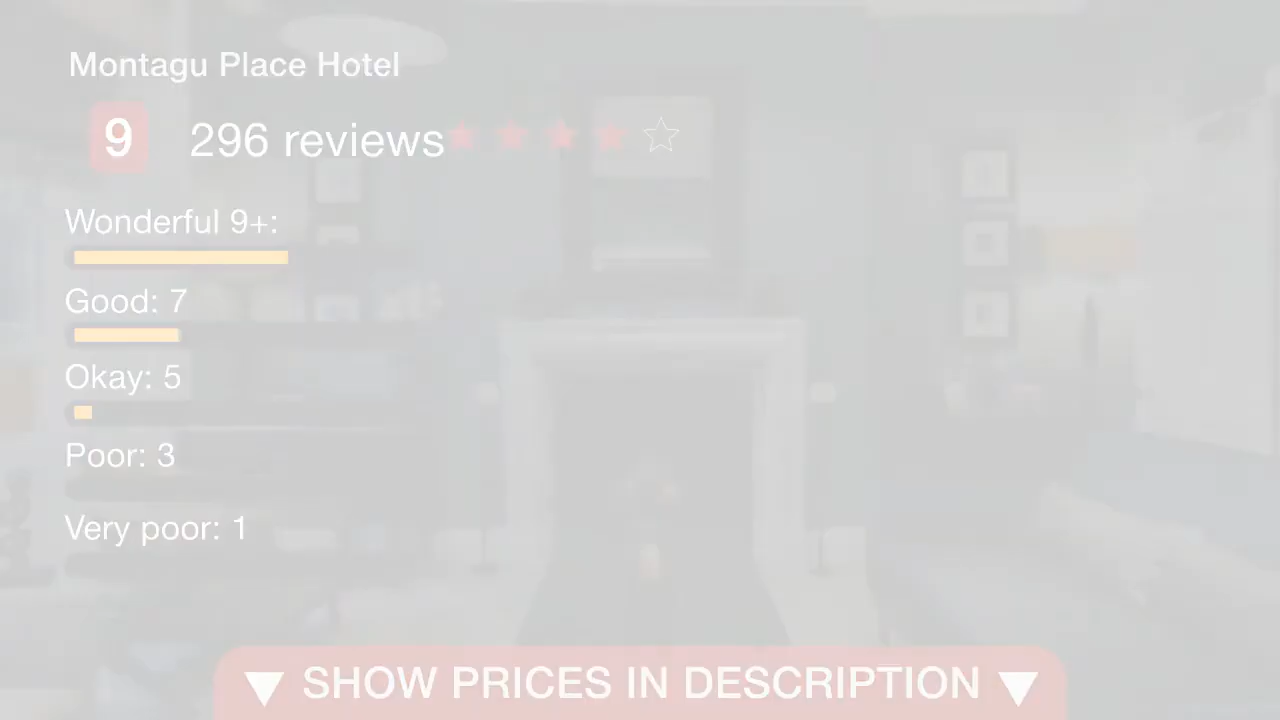 Montagu Place Hotel
9 296 reviews
Wonderful 9+:
Good: 7
Okay: 5
Poor: 3
Very poor: 1
▼ SHOW PRICES IN DESCRIPTION ▼